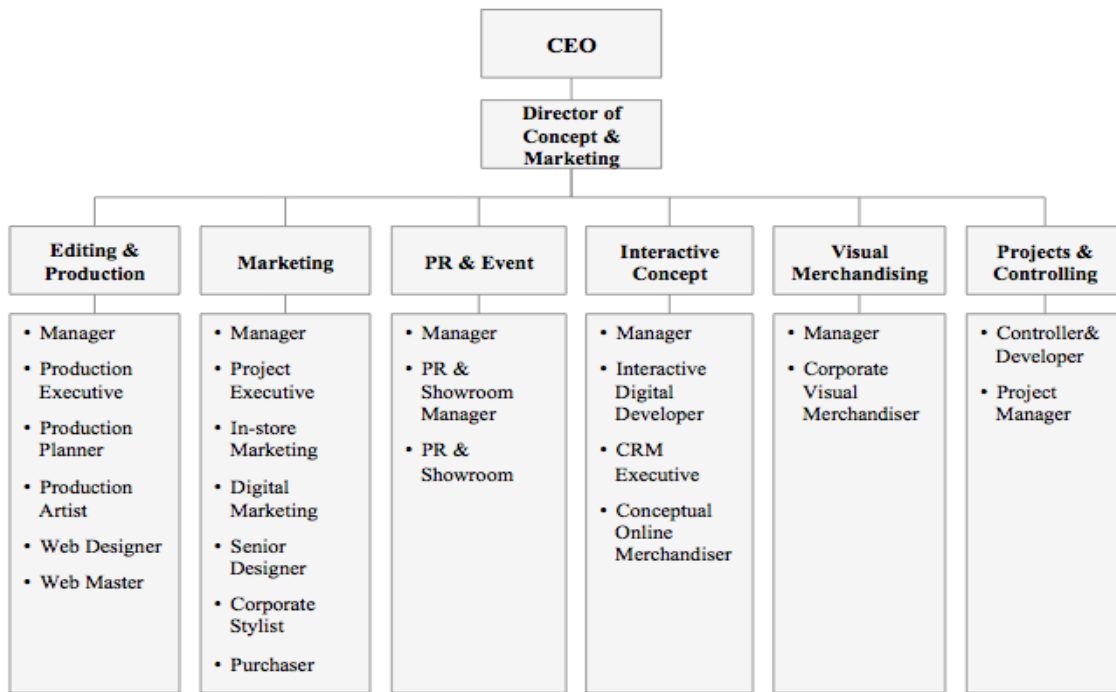 CEO
Director of
Concept &
Marketing
Editing &
Production
• Manager
• Production
Executive
• Production
Planner
• Production
Artist
• Web Designer
• Web Master
Marketing
• Manager
• Project
Executive
• In-store
Marketing
• Digital
Marketing
• Senior
Designer
• Corporate
Stylist
• Purchaser
PR & Event
• Manager
• PR &
Showroom
Manager
• PR &
Showroom
Interactive
Concept
• Manager
• Interactive
Digital
Developer
• CRM
Executive
• Conceptual
Online
Merchandiser
Visual
Merchandising
• Manager
• Corporate
Visual
Merchandiser
Projects &
Controlling
• Controller&
Developer
• Project
Manager